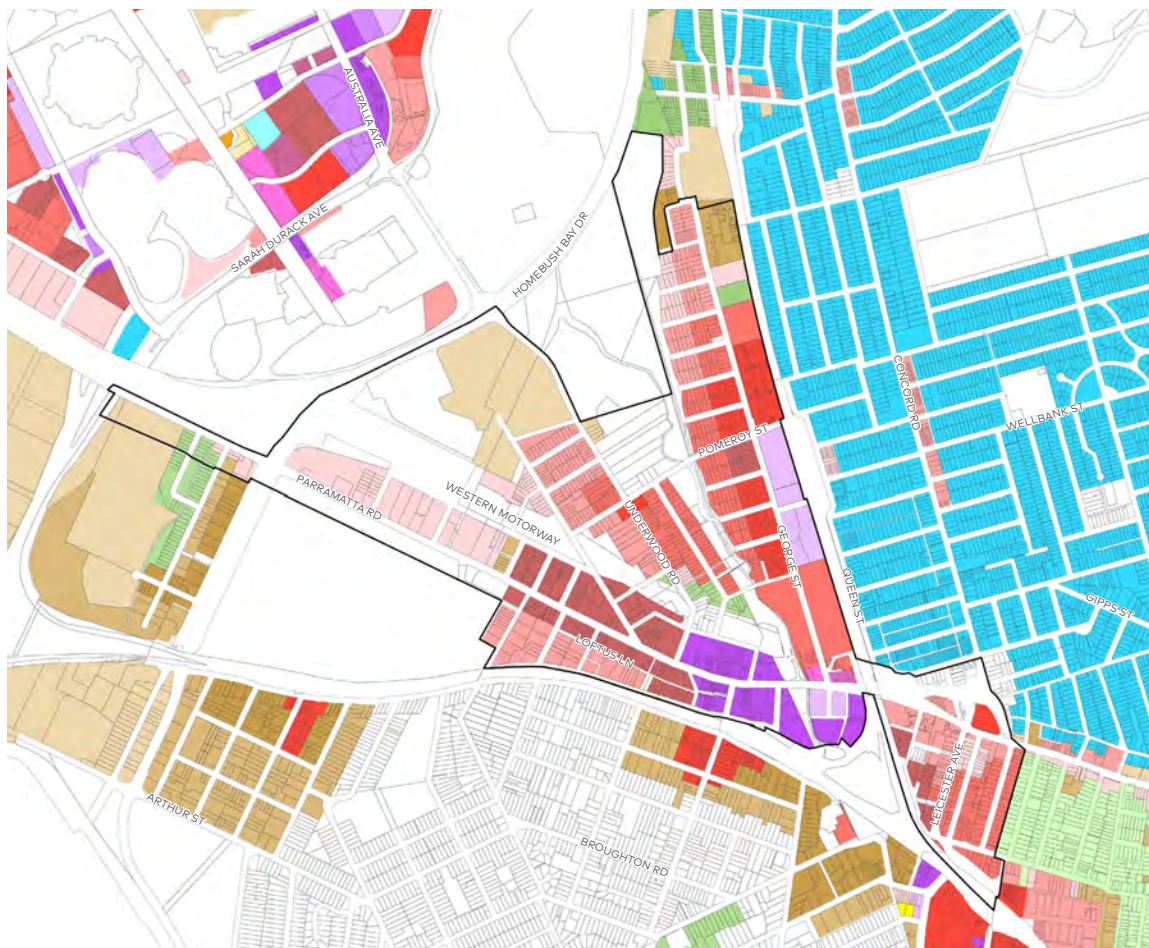 AUSTRALIA AVE
SARAH DURACK AVE
HOMEBUSH BAY DR
CONCORD RD
WELLBANK ST
POMEROY ST
WESTERN MOTORWAY
PARRAMATTA RD
UNDERWOOD RD
GEORGE ST
QUEEN ST
GIPPS ST
LOFTUS LN
LEICESTER AVE
ARTHUR ST
BROUGHTON RD